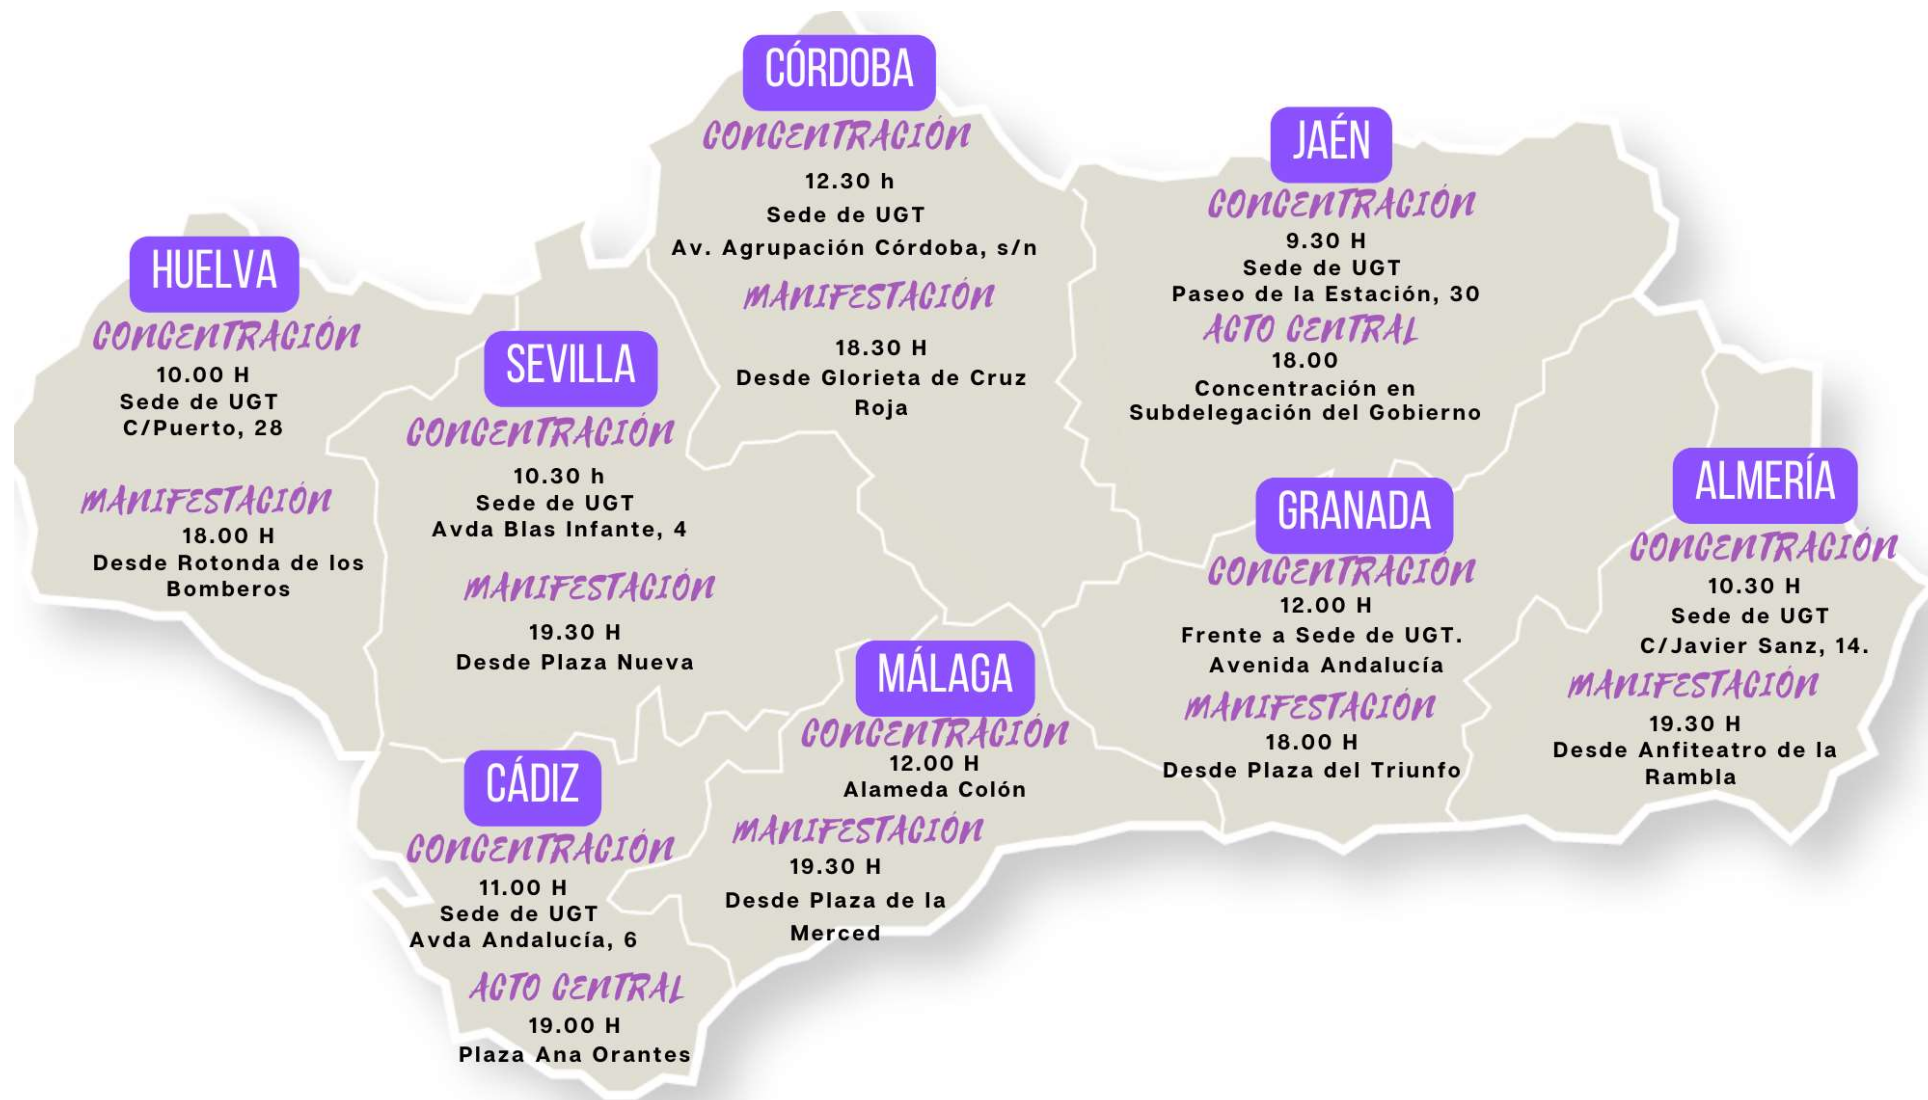 CÓRDOBA
CONCENTRACIÓN
12.30 h
Sede de UGT
Av. Agrupación Córdoba, s/n
MANIFESTACIÓN
18.30 H
Desde Glorieta de Cruz
Roja
JAÉN
CONCENTRACIÓN
9.30 H
Sede de UGT
Paseo de la Estación, 30
ACTO CENTRAL
18.00
Concentración en
Subdelegación del Gobierno
HUELVA
CONCENTRACIÓN
10.00 H
Sede de UGT
C/Puerto, 28
MANIFESTACIÓN
18.00 H
Desde Rotonda de los
Bomberos
SEVILLA
CONCENTRACIÓN
10.30 h
Sede de UGT
Avda Blas Infante, 4
MANIFESTACIÓN
19.30 H
Desde Plaza Nueva
GRANADA
CONCENTRACIÓN
12.00 H
Frente a Sede de UGT.
Avenida Andalucía
MANIFESTACIÓN
18.00 H
Desde Plaza del Triunfo
ALMERÍA
CONCENTRACIÓN
10.30 H
Sede de UGT
C/Javier Sanz, 14.
MANIFESTACIÓN
19.30 H
Desde Anfiteatro de la
Rambla
MÁLAGA
CONCENTRACIÓN
12.00 H
Alameda Colón
MANIFESTACIÓN
19.30 H
Desde Plaza de la
Merced
CÁDIZ
CONCENTRACIÓN
11.00 H
Sede de UGT
Avda Andalucía, 6
ACTO CENTRAL
19.00 H
Plaza Ana Orantes